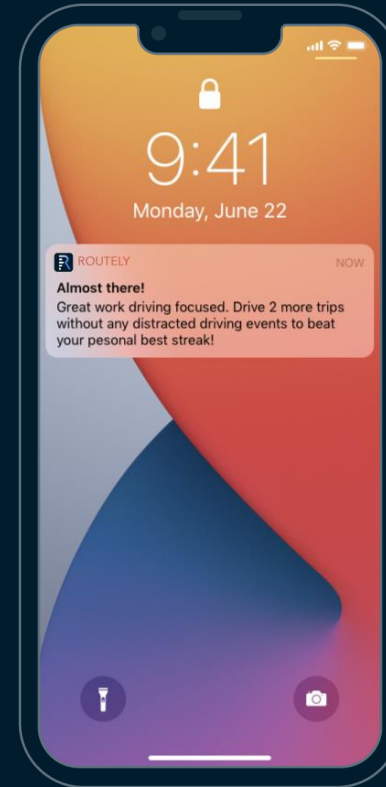 9:41
Monday, June 22
ROUTELY NOW
Almost there!
Great work driving focused. Drive 2 more trips
without any distracted driving events to beat
your pesonal best streak!